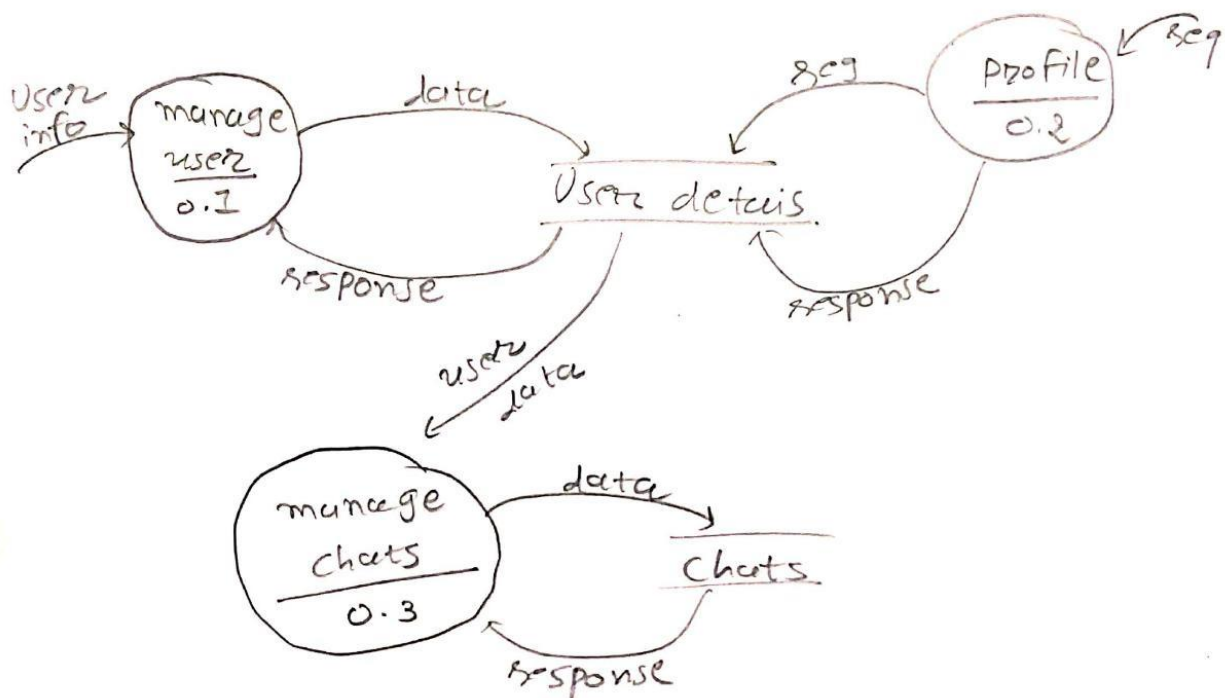 User
info
manage
user
0.1
data
response
User detais
req
Profile
0.2
req
response
user
data
manage
chats
0.3
data
chats
response